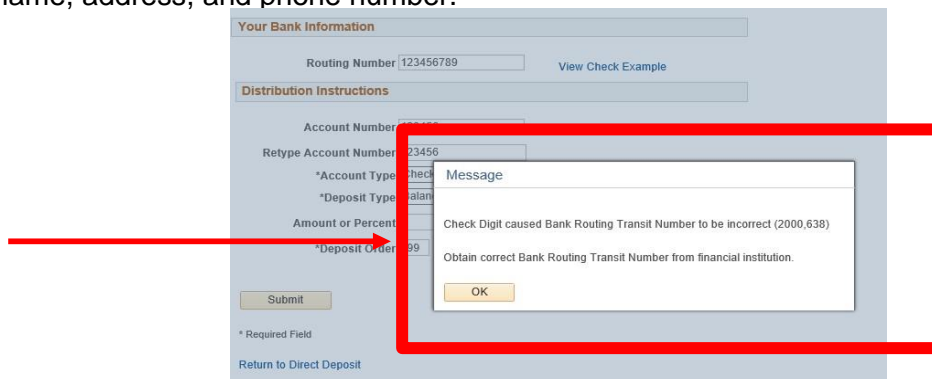 name, address, and phone number.
Your Bank Information
Routing Number 123456789 View Check Example
Distribution Instructions
Account Number
Retype Account Number 23456
*Account Type Check
*Deposit Type Balan
Amount or Percent
*Deposit Order 99
Message
Check Digit caused Bank Routing Transit Number to be incorrect (2000,638)
Obtain correct Bank Routing Transit Number from financial institution.
OK
Submit
* Required Field
Return to Direct Deposit